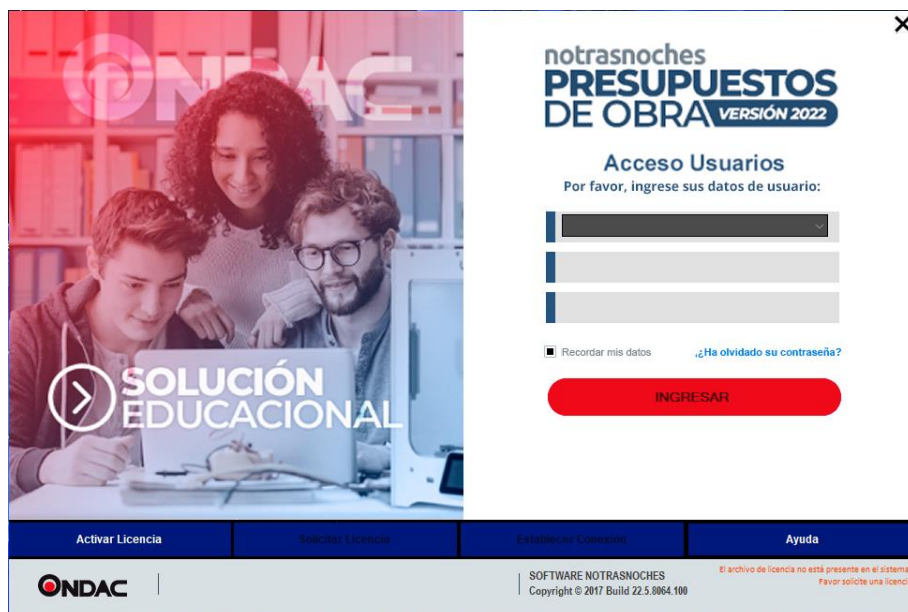 ONDAC
SOLUCIÓN
EDUCACIONAL
notrasnoches
PRESUPUESTOS
DE OBRA VERSIÓN 2022
Acceso Usuarios
Por favor, ingrese sus datos de usuario:
Recordar mis datos
¿Ha olvidado su contraseña?
INGRESAR
Activar Licencia
Solicitar Licencia
Establecer Conexión
Ayuda
ONDAC
SOFTWARE NOTRASNOCHES
Copyright © 2017 Build 22.5.8064.100
El archivo de licencia no está presente en el sistema
Favor solicite una licenci